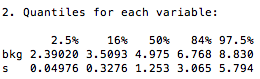 2. Quantiles for each variable:
2.5% 16% 50% 84% 97.5%
bkg 2.39020 3.5093 4.975 6.768 8.830
s 0.04976 0.3276 1.253 3.065 5.794